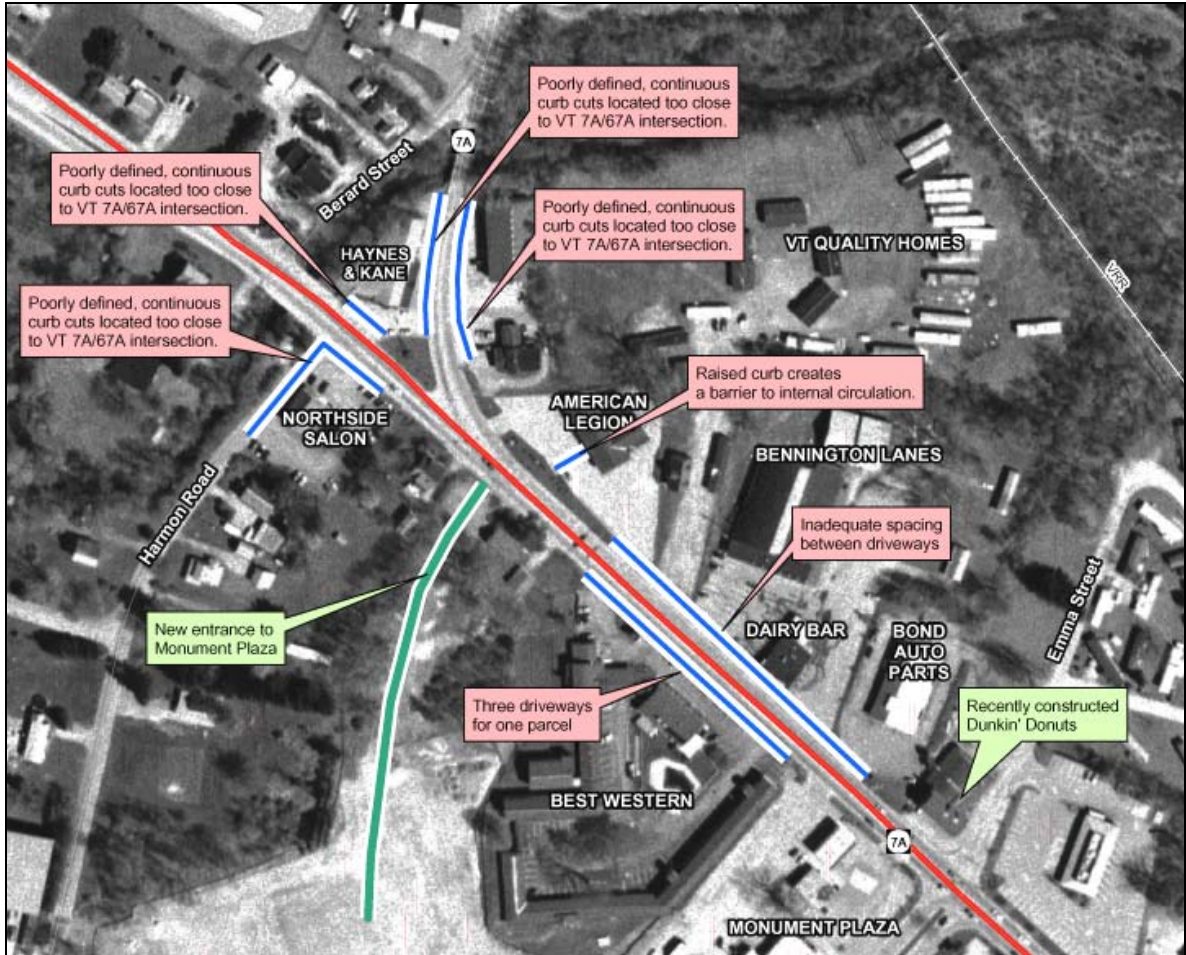 Poorly defined, continuous
curb cuts located too close
to VT 7A/67A intersection.
7A
Poorly defined, continuous
curb cuts located too close
to VT 7A/67A intersection.
Berard Street
Poorly defined, continuous
curb cuts located too close
to VT 7A/67A intersection.
HAYNES
& KANE
VT QUALITY HOMES
VRR
Poorly defined, continuous
curb cuts located too close
to VT 7A/67A intersection.
Raised curb creates
a barrier to internal circulation.
AMERICAN
LEGION
NORTHSIDE
SALON
BENNINGTON LANES
Harmon Road
Inadequate spacing
between driveways
Emma Street
New entrance to
Monument Plaza
DAIRY BAR
BOND
AUTO
PARTS
Three driveways
for one parcel
Recently constructed
Dunkin' Donuts
BEST WESTERN
7A
MONUMENT PLAZA